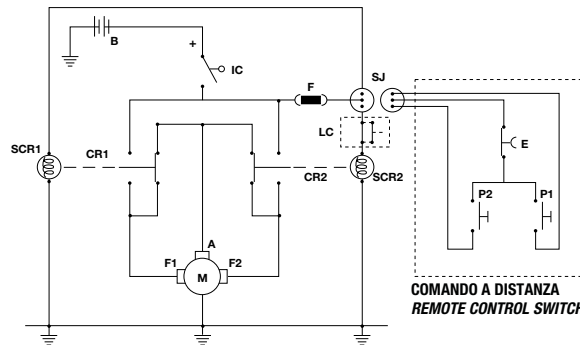 B
+
IC
F
SJ
LC
E
SCR1
CR1
CR2
SCR2
P2
P1
A
F1
F2
M
COMANDO A DISTANZA
REMOTE CONTROL SWITCH